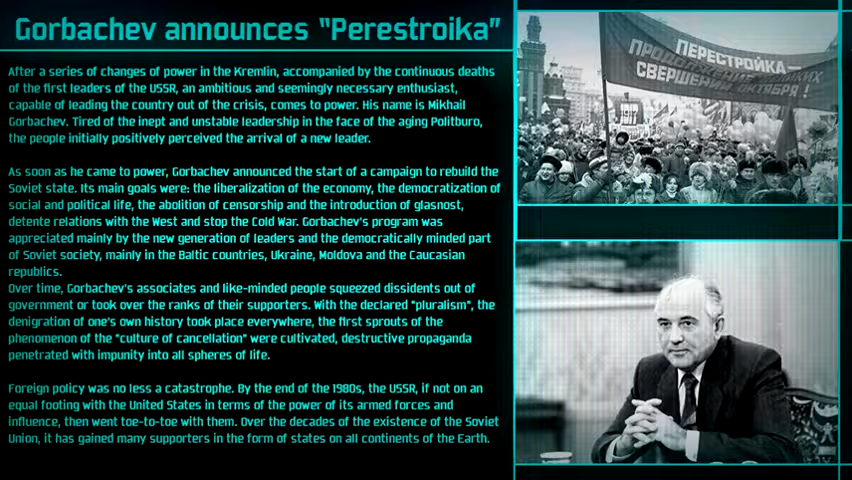 Gorbachev announces "Perestroika"
After a series of changes of power in the Kremlin, accompanied by the continuous deaths
of the first leaders of the USSR, an ambitious and seemingly necessary enthusiast,
capable of leading the country out of the crisis, comes to power. His name is Mikhail
Gorbachev. Tired of the inept and unstable leadership in the face of the aging Politburo,
the people initially positively perceived the arrival of a new leader.
As soon as he came to power, Gorbachev announced the start of a campaign to rebuild the
Soviet state. Its main goals were: the liberalization of the economy, the democratization of
social and political life, the abolition of censorship and the introduction of glasnost,
detente relations with the West and stop the Cold War. Gorbachev's program was
appreciated mainly by the new generation of leaders and the democratically minded part
of Soviet society, mainly in the Baltic countries, Ukraine, Moldova and the Caucasian
republics.
Over time, Gorbachev's associates and like-minded people squeezed dissidents out of
government or took over the ranks of their supporters. With the declared "pluralism", the
denigration of one's own history took place everywhere, the first sprouts of the
phenomenon of the "culture of cancellation" were cultivated, destructive propaganda
penetrated with impunity into all spheres of life.
Foreign policy was no less a catastrophe. By the end of the 1980s, the USSR, if not on an
equal footing with the United States in terms of the power of its armed forces and
influence, then went toe-to-toe with them. Over the decades of the existence of the Soviet
Union, it has gained many supporters in the form of states on all continents of the Earth.
ПЕРЕСТРОЙКА—
ПРОДОЛЖЕНИЕ ВЕЛИКИХ
СВЕРШЕНИЙ ОКТЯБРЯ !
1917